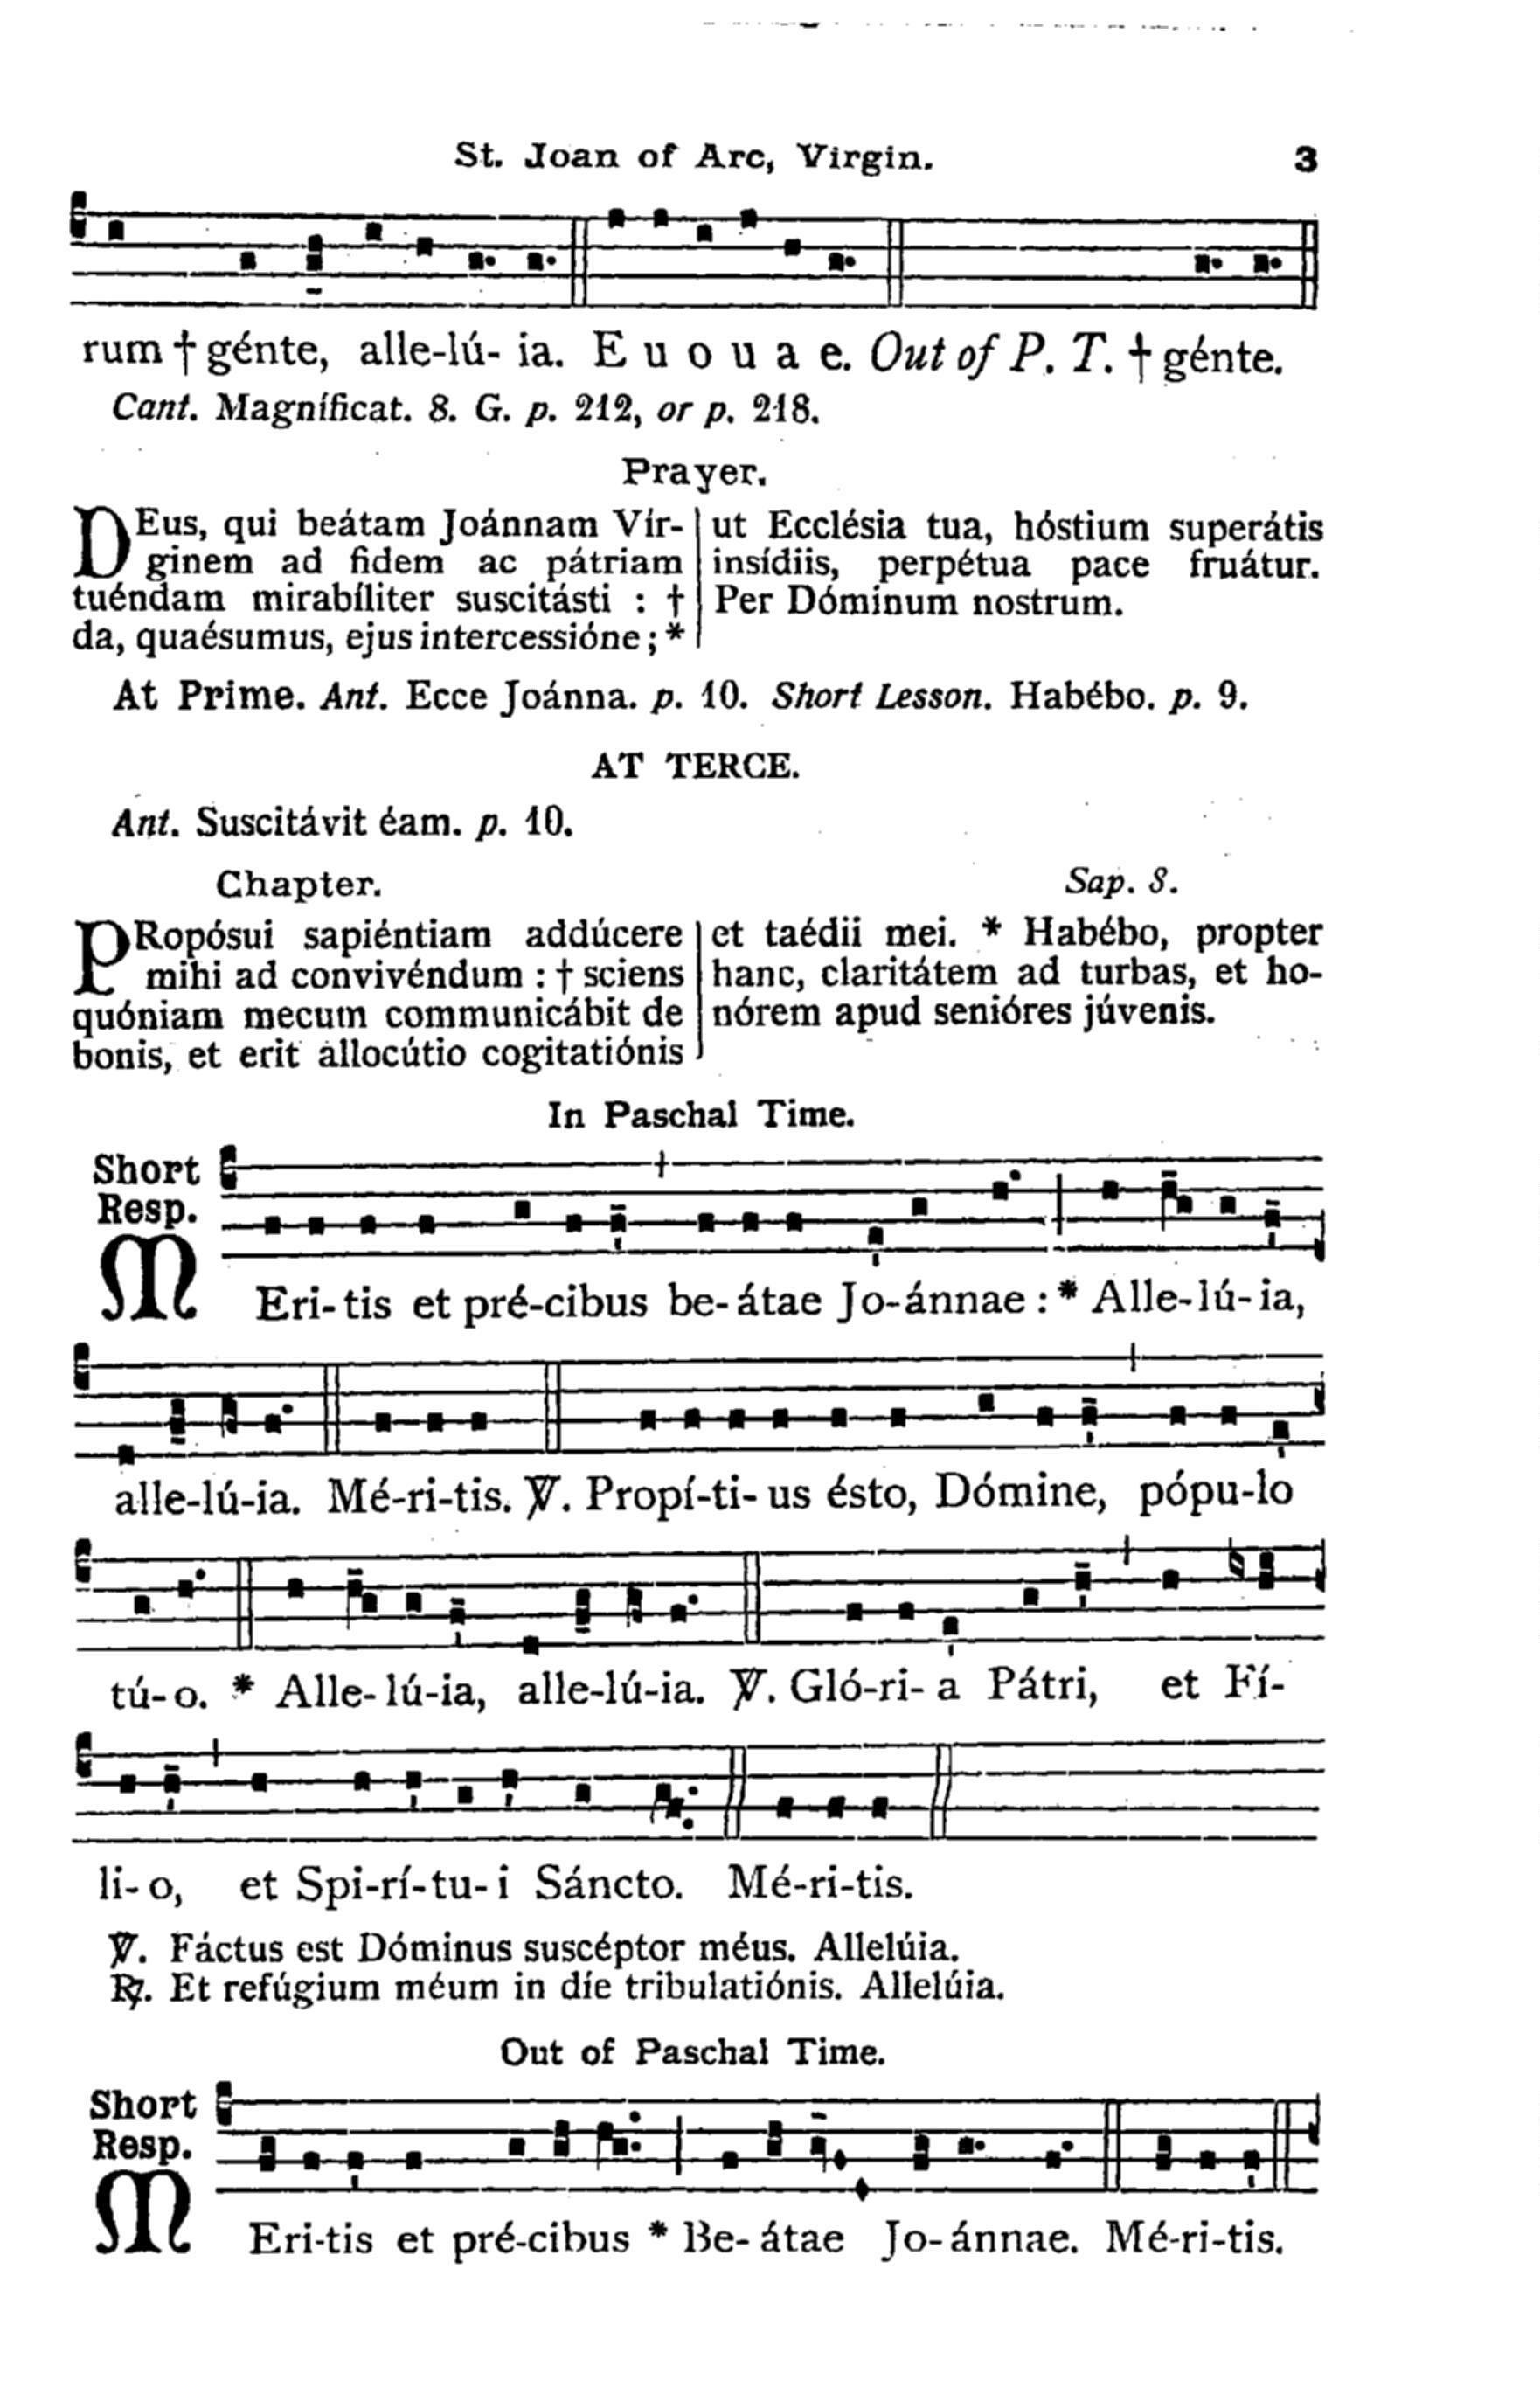 St. Joan of Arc, Virgin. 3
rum † génte, alle-lú- ia. E u o u a e. Out of P. T. † génte.
Cant. Magníficat. 8. G. p. 212, or p. 218.
Prayer.
DEus, qui beátam Joánnam Vír-
ginem ad fidem ac pátriam
tuéndam mirabíliter suscitásti : †
da, quaésumus, ejus intercessióne ; *
ut Ecclésia tua, hóstium superátis
insídiis, perpétua pace fruátur.
Per Dóminum nostrum.
At Prime. Ant. Ecce Joánna. p. 10. Short Lesson. Habébo. p. 9.
AT TERCE.
Ant. Suscitávit éam. p. 10.
Chapter. Sap. 8.
PRopósui sapiéntiam addúcere
mihi ad convivéndum : † sciens
quóniam mecum communicábit de
bonis, et erit allocútio cogitatiónis
et taédii mei. * Habébo, propter
hanc, claritátem ad turbas, et ho-
nórem apud senióres júvenis.
In Paschal Time.
Short
Resp.
MEri- tis et pré-cibus be- átae Jo-ánnae : * Alle-lú- ia,
alle-lú-ia. Mé-ri-tis. ℣. Propí-ti- us ésto, Dómine, pópu-lo
tú- o. * Alle- lú-ia, alle-lú-ia. ℣. Gló-ri- a Pátri, et Fí-
li- o, et Spi-rí-tu- i Sáncto. Mé-ri-tis.
℣. Fáctus est Dóminus suscéptor méus. Allelúia.
℟. Et refúgium méum in díe tribulatiónis. Allelúia.
Out of Paschal Time.
Short
Resp.
MEri-tis et pré-cibus * Be- átae Jo- ánnae. Mé-ri-tis.